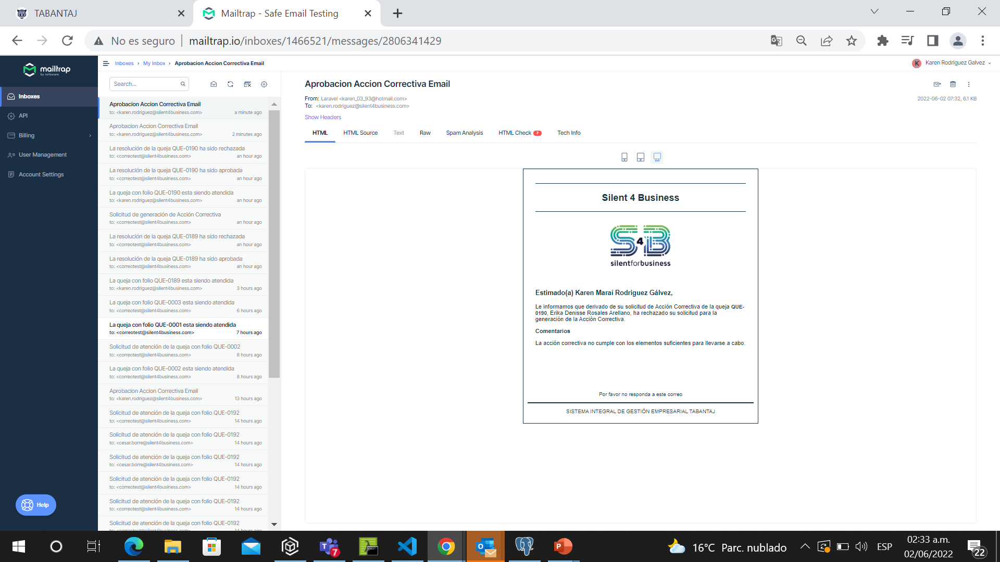 TABANTAJ
Mailtrap - Safe Email Testing
No es seguro
mailtrap.io/inboxes/1466521/messages/2806341429
mailtrap
by railsware
Inboxes
API
Billing
User Management
Account Settings
Help
Inboxes › My Inbox › Aprobacion Accion Correctiva Email
K Karen Rodriguez Galvez
Search...
Aprobacion Accion Correctiva Email
to: <karen.rodriguez@silent4business.com> a minute ago
Aprobacion Accion Correctiva Email
to: <karen.rodriguez@silent4business.com> 2 minutes ago
La resolución de la queja QUE-0190 ha sido rechazada
to: <correotest@silent4business.com> an hour ago
La resolución de la queja QUE-0190 ha sido aprobada
to: <correotest@silent4business.com> an hour ago
La queja con folio QUE-0190 esta siendo atendida
to: <karen.rodriguez@silent4business.com> an hour ago
Solicitud de generación de Acción Correctiva
to: <correotest@silent4business.com> an hour ago
La resolución de la queja QUE-0189 ha sido rechazada
to: <correotest@silent4business.com> an hour ago
La resolución de la queja QUE-0189 ha sido aprobada
to: <correotest@silent4business.com> an hour ago
La queja con folio QUE-0189 esta siendo atendida
to: <karen.rodriguez@silent4business.com> 3 hours ago
La queja con folio QUE-0003 esta siendo atendida
to: <correotest@silent4business.com> 6 hours ago
La queja con folio QUE-0001 esta siendo atendida
to: <correotest@silent4business.com> 7 hours ago
Solicitud de atención de la queja con folio QUE-0002
to: <correotest@silent4business.com> 8 hours ago
La queja con folio QUE-0002 esta siendo atendida
to: <correotest@silent4business.com> 8 hours ago
Aprobacion Accion Correctiva Email
to: <karen.rodriguez@silent4business.com> 13 hours ago
Solicitud de atención de la queja con folio QUE-0192
to: <correotest@silent4business.com> 14 hours ago
Solicitud de atención de la queja con folio QUE-0192
to: <cesar.borre@silent4business.com> 14 hours ago
Solicitud de atención de la queja con folio QUE-0192
to: <cesar.borre@silent4business.com> 14 hours ago
Solicitud de atención de la queja con folio QUE-0192
to: <correotest@silent4business.com> 14 hours ago
Solicitud de atención de la queja con folio QUE-0192
to: <correotest@silent4business.com> 14 hours ago
Solicitud de atención de la queja con folio QUE-0192
Aprobacion Accion Correctiva Email
From: Laravel <karen_03_93@hotmail.com>
2022-06-02 07:32, 6.1 KB
To: <karen.rodriguez@silent4business.com>
Show Headers
HTML HTML Source Text Raw Spam Analysis HTML Check 7 Tech Info
Silent 4 Business
S4B
silentforbusiness
Estimado(a) Karen Maraí Rodriguez Gálvez,
Le informamos que derivado de su solicitud de Acción Correctiva de la queja QUE-
0190, Erika Denisse Rosales Arellano, ha rechazado su solicitud para la
generación de la Acción Correctiva.
Comentarios
La acción correctiva no cumple con los elementos suficientes para llevarse a cabo.
Por favor no responda a este correo
SISTEMA INTEGRAL DE GESTIÓN EMPRESARIAL TABANTAJ
7
16°C Parc. nublado
ESP
02:33 a.m.
02/06/2022
22